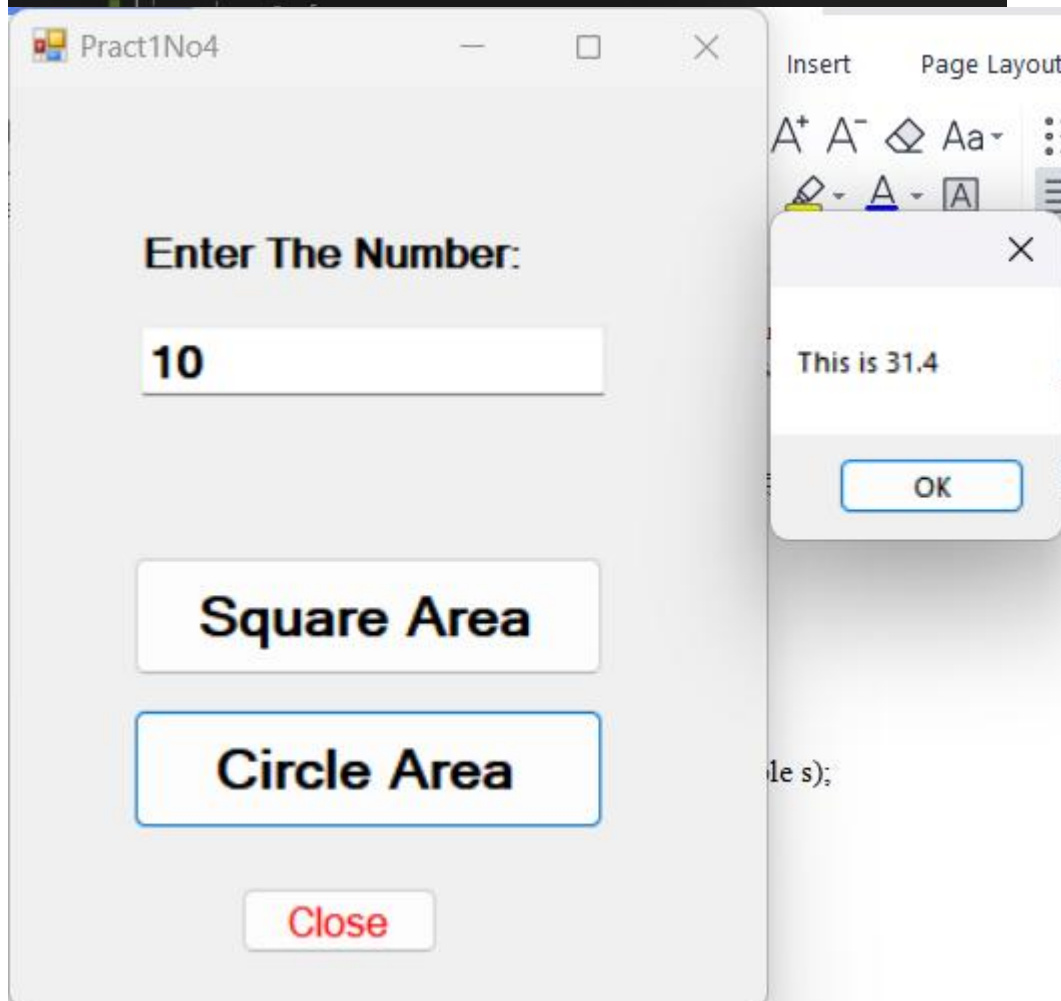 Pract1No4
Insert Page Layout
Aa
A
Enter The Number:
10
This is 31.4
OK
Square Area
Circle Area
le s);
Close